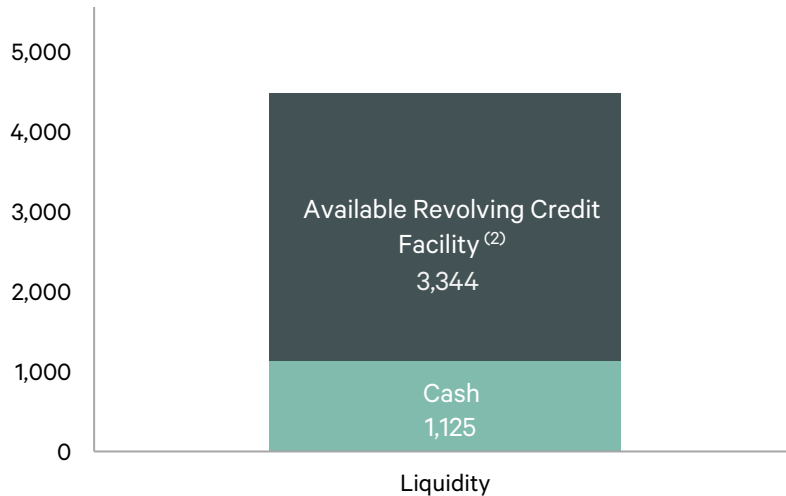 5,000
4,000
3,000
2,000
1,000
0
Available Revolving Credit
Facility (2)
3,344
Cash
1,125
Liquidity